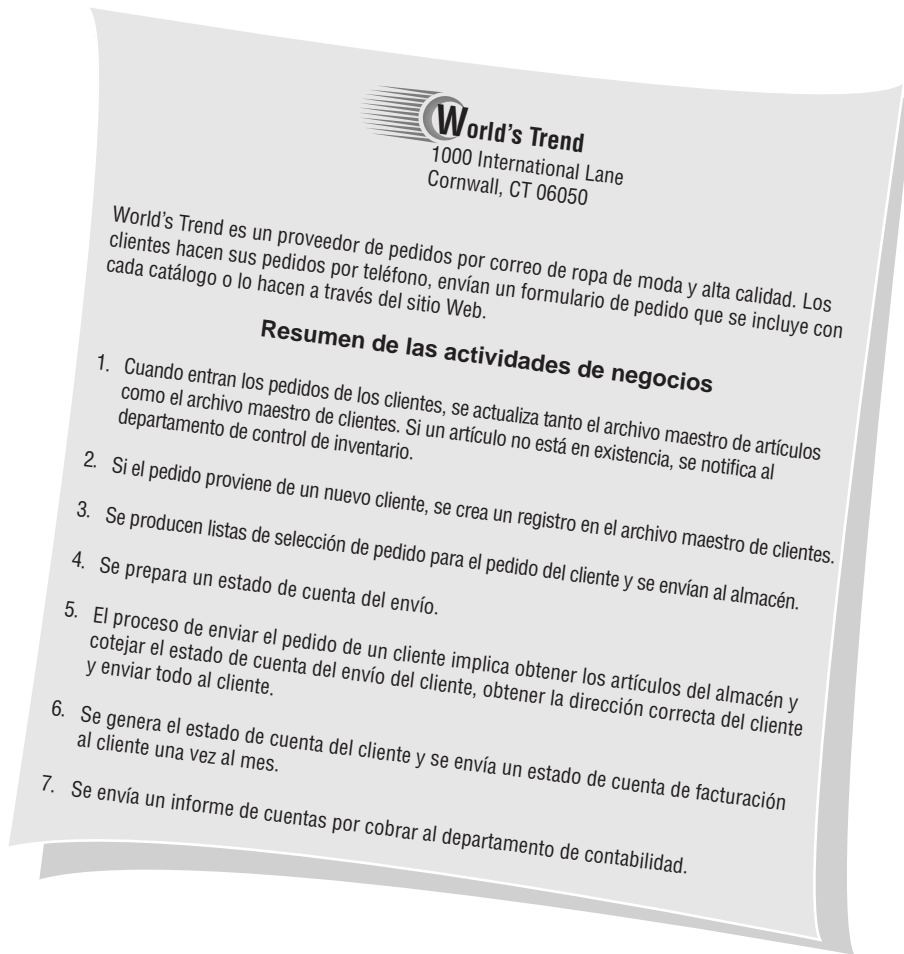 World's Trend
1000 International Lane
Cornwall, CT 06050
World's Trend es un proveedor de pedidos por correo de ropa de moda y alta calidad. Los
clientes hacen sus pedidos por teléfono, envían un formulario de pedido que se incluye con
cada catálogo o lo hacen a través del sitio Web.
Resumen de las actividades de negocios
1. Cuando entran los pedidos de los clientes, se actualiza tanto el archivo maestro de artículos
como el archivo maestro de clientes. Si un artículo no está en existencia, se notifica al
departamento de control de inventario.
2. Si el pedido proviene de un nuevo cliente, se crea un registro en el archivo maestro de clientes.
3. Se producen listas de selección de pedido para el pedido del cliente y se envían al almacén.
4. Se prepara un estado de cuenta del envío.
5. El proceso de enviar el pedido de un cliente implica obtener los artículos del almacén y
cotejar el estado de cuenta del envío del cliente, obtener la dirección correcta del cliente
y enviar todo al cliente.
6. Se genera el estado de cuenta del cliente y se envía un estado de cuenta de facturación
al cliente una vez al mes.
7. Se envía un informe de cuentas por cobrar al departamento de contabilidad.